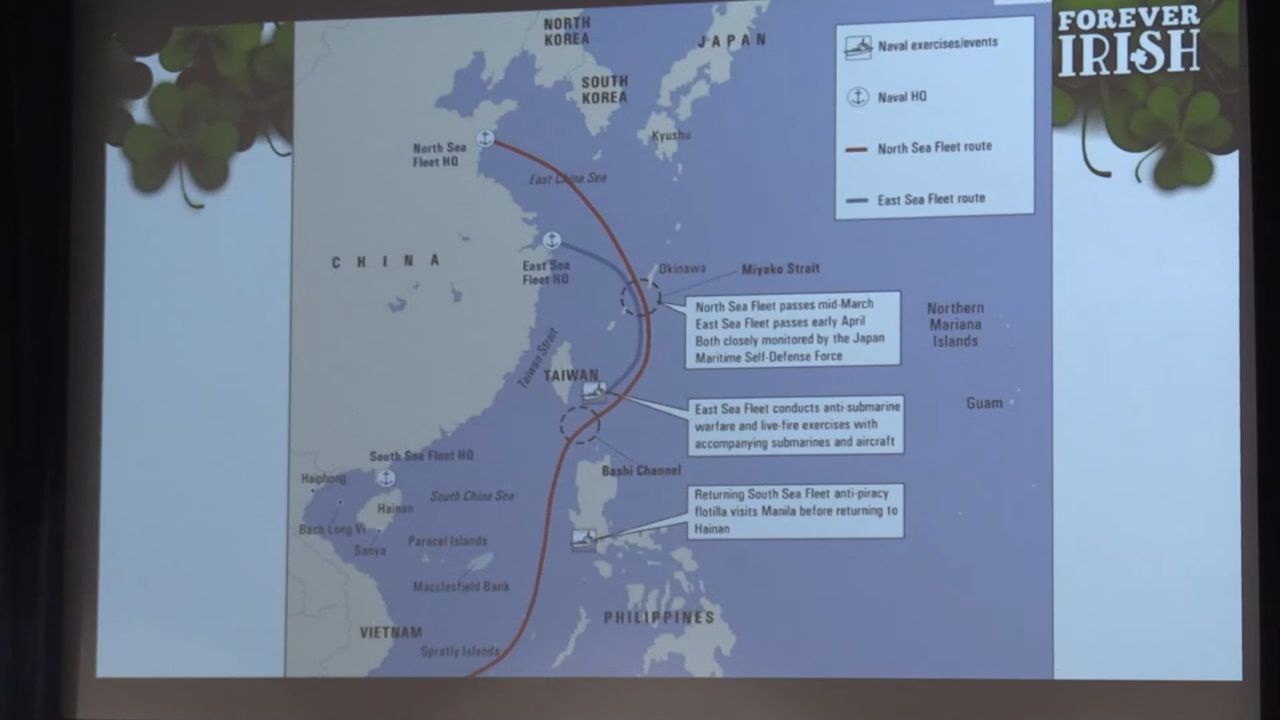 FOREVER
IRISH
NORTH
KOREA
JAPAN
SOUTH
KOREA
Kyushu
Naval exercises/events
Naval HQ
North Sea Fleet route
East Sea Fleet route
North Sea
Fleet HQ
East China Sea
CHINA
East Sea
Fleet HQ
Okinawa
Miyako Strait
North Sea Fleet passes mid-March
East Sea Fleet passes early April
Both closely monitored by the Japan
Maritime Self-Defense Force
Northern
Mariana
Islands
Taiwan Strait
TAIWAN
Guam
East Sea Fleet conducts anti-submarine
warfare and live-fire exercises with
accompanying submarines and aircraft
South Sea Fleet HQ
Bashi Channel
Haiphong
South China Sea
Hainan
Returning South Sea Fleet anti-piracy
flotilla visits Manila before returning to
Hainan
Bach Long Vi
Sanya
Paracel Islands
Macclesfield Bank
PHILIPPINES
VIETNAM
Spratly Islands